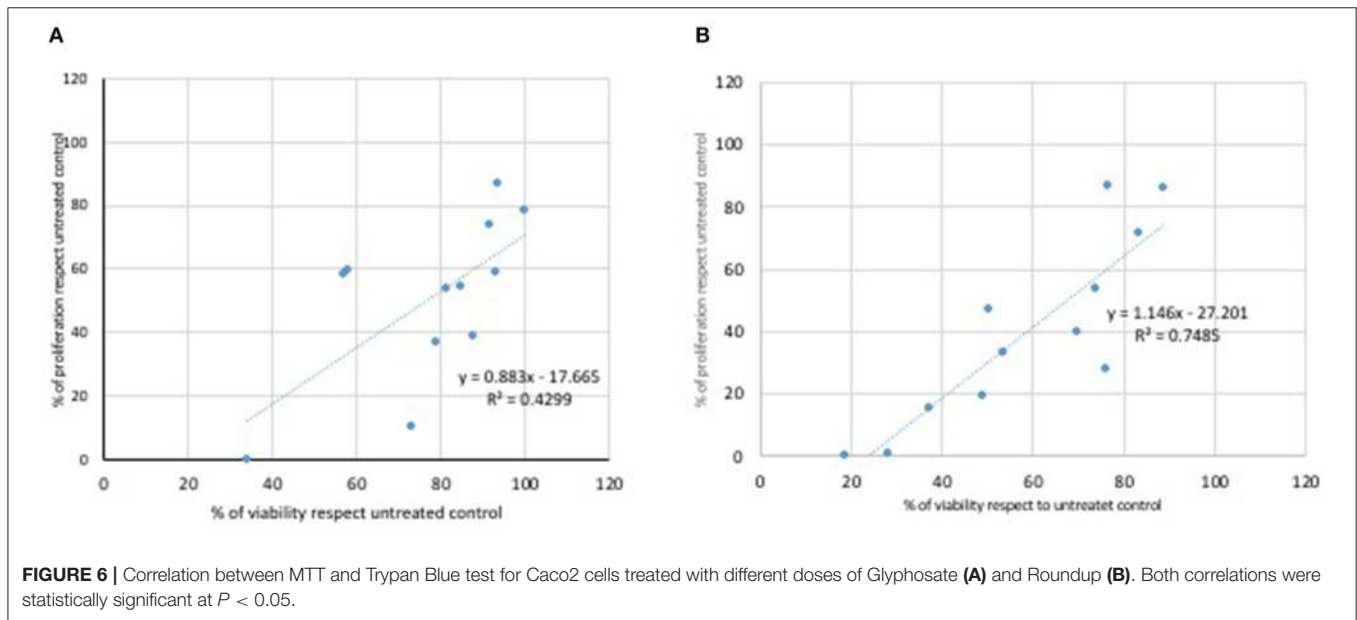 A
120
100
80
60
40
20
0
% of proliferation respect untreated control
y = 0.883x - 17.665
R² = 0.4299
0 20 40 60 80 100 120
% of viability respect untreated control
B
120
100
80
60
40
20
0
% of proliferation respect untreated control
y = 1.146x - 27.201
R² = 0.7485
0 20 40 60 80 100 120
% of viability respect to untreatet control
FIGURE 6 | Correlation between MTT and Trypan Blue test for Caco2 cells treated with different doses of Glyphosate (A) and Roundup (B). Both correlations were
statistically significant at P < 0.05.